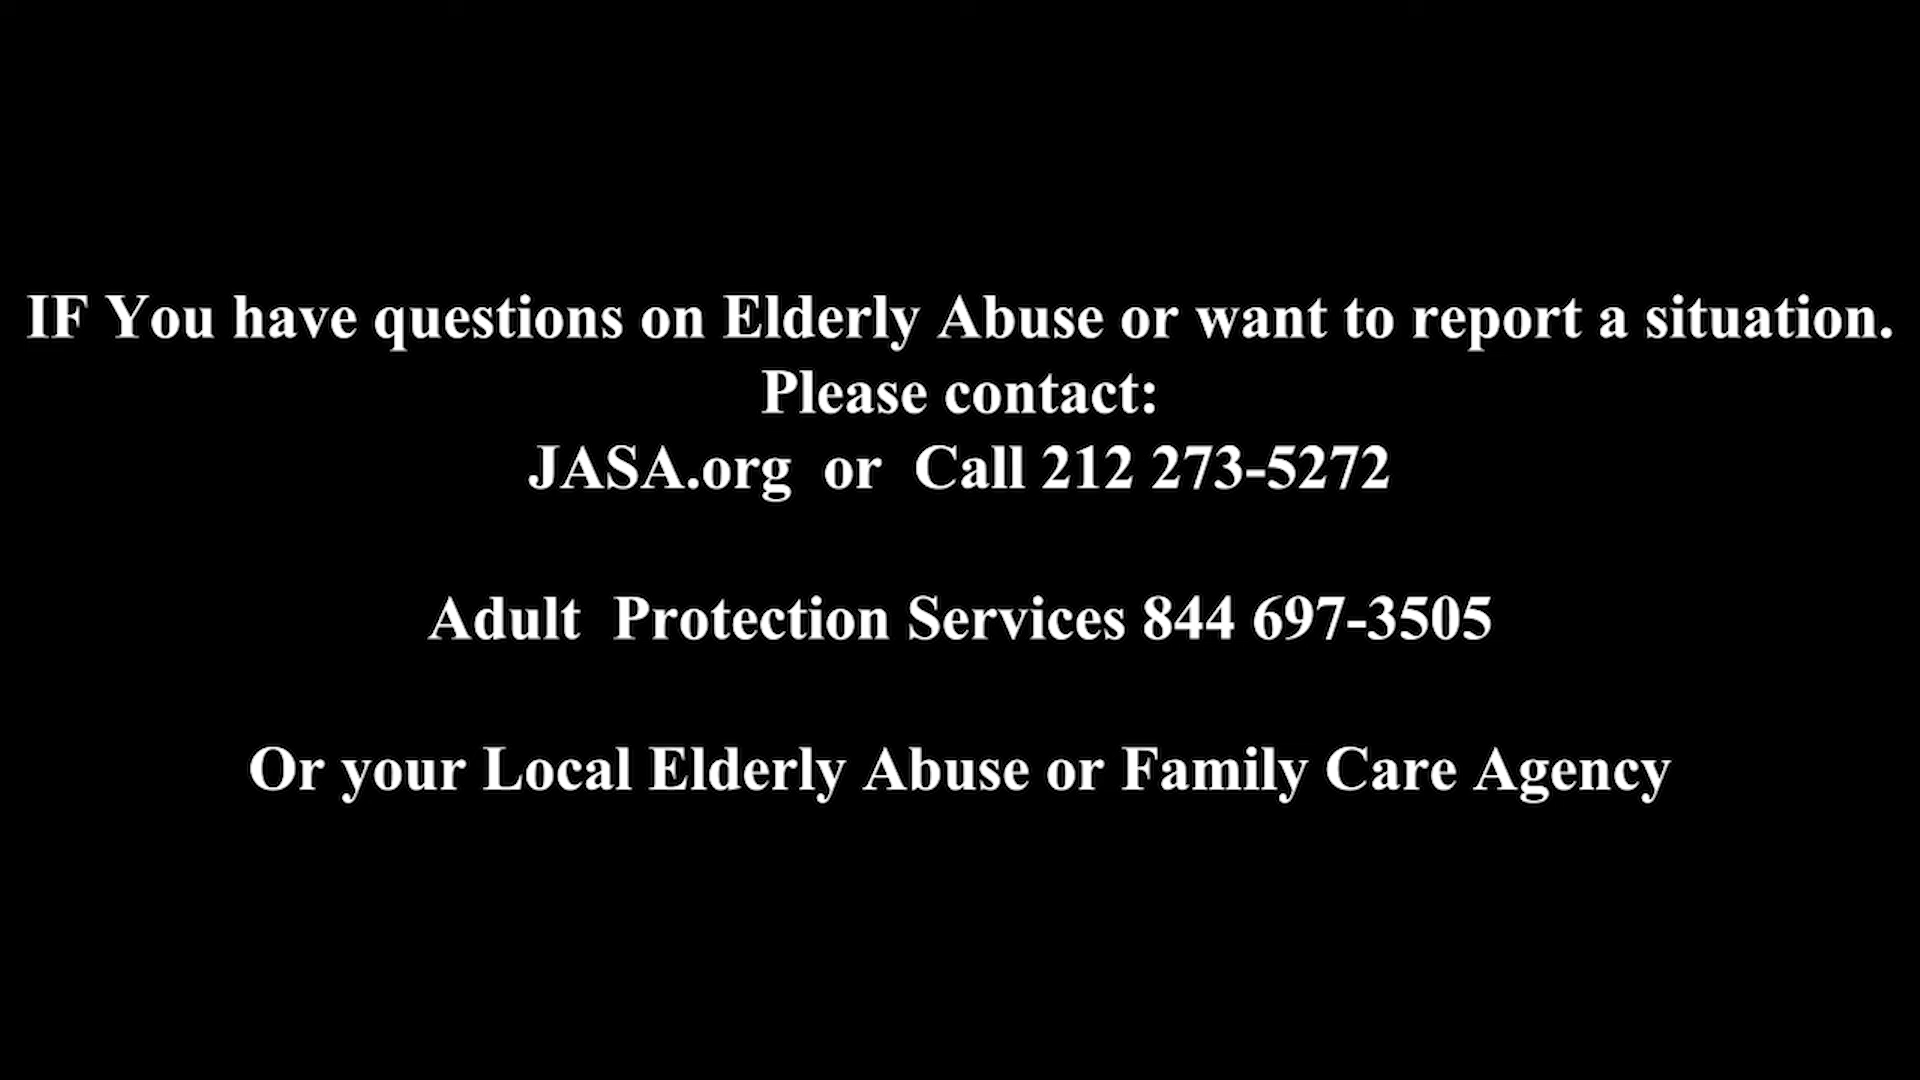 IF You have questions on Elderly Abuse or want to report a situation.
Please contact:
JASA.org  or  Call 212 273-5272
Adult  Protection Services 844 697-3505
Or your Local Elderly Abuse or Family Care Agency